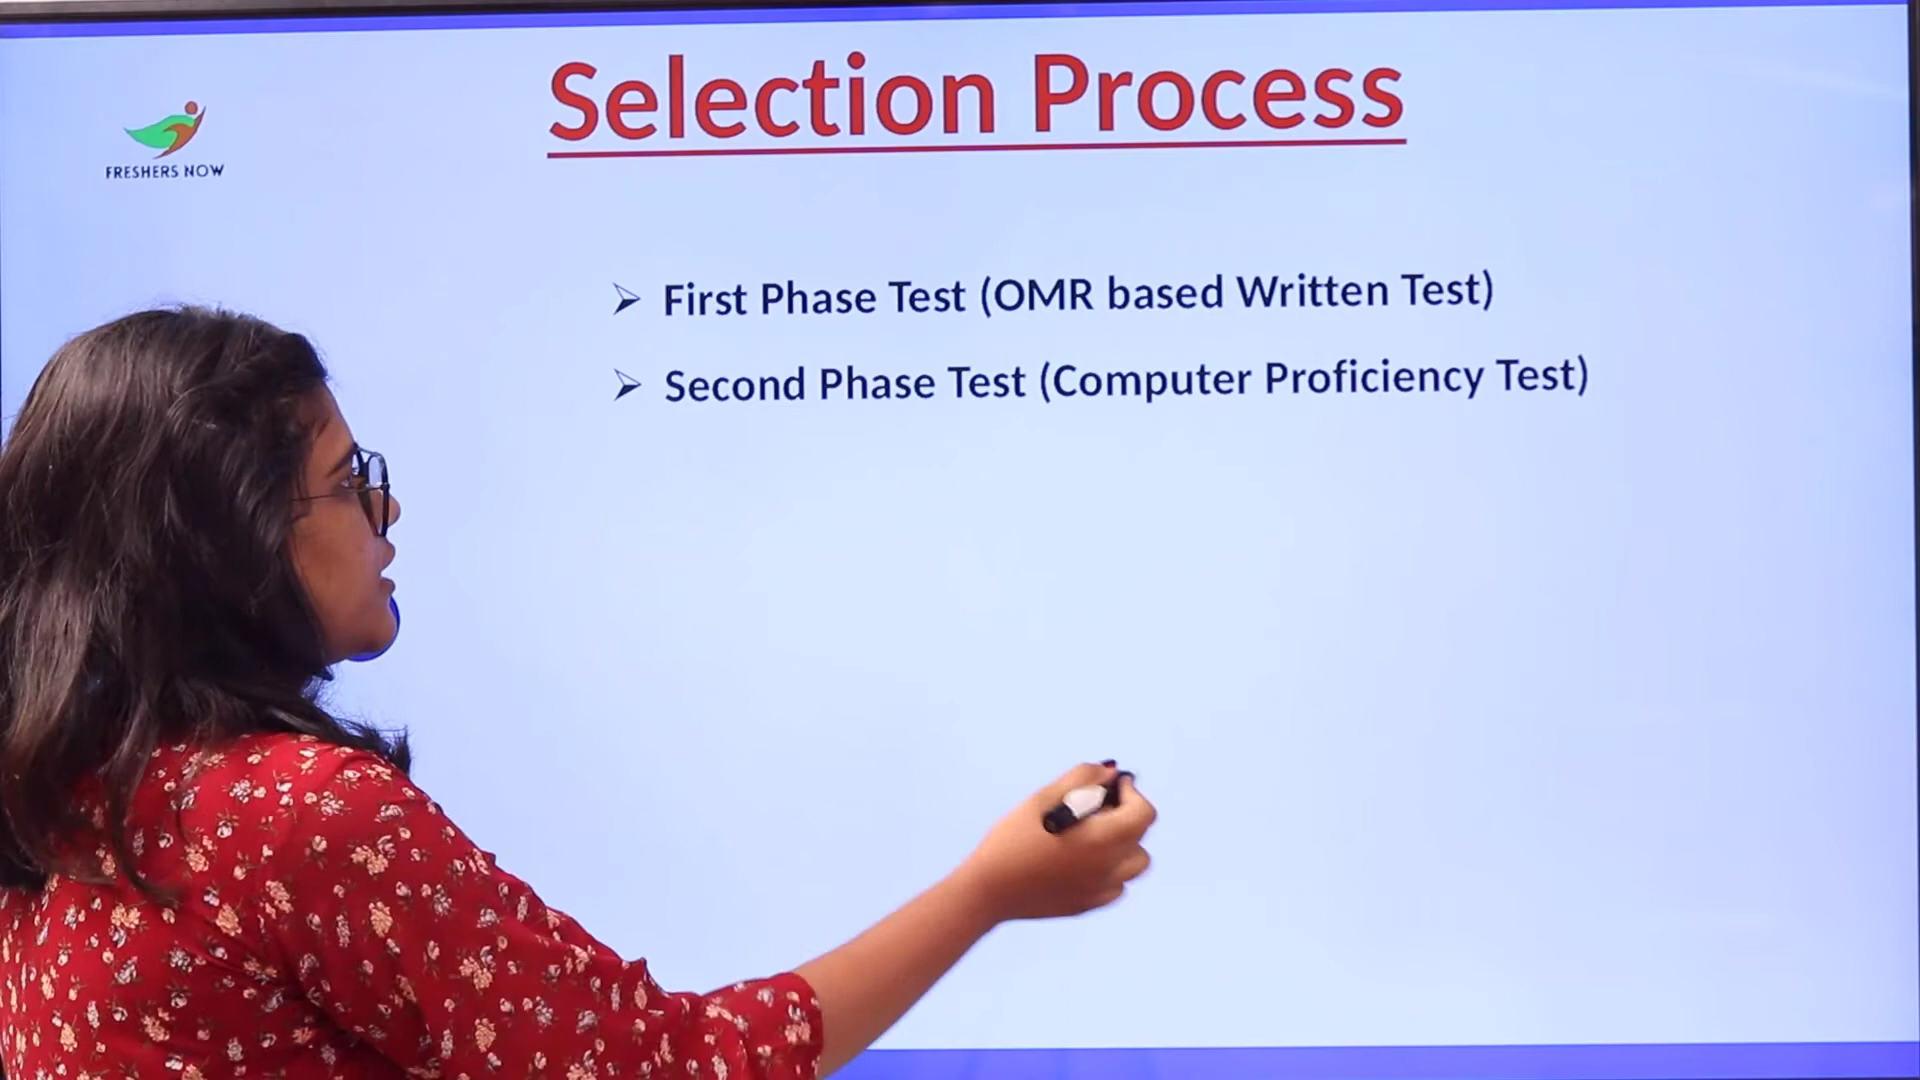 Selection Process
FRESHERS NOW
First Phase Test (OMR based Written Test)
Second Phase Test (Computer Proficiency Test)